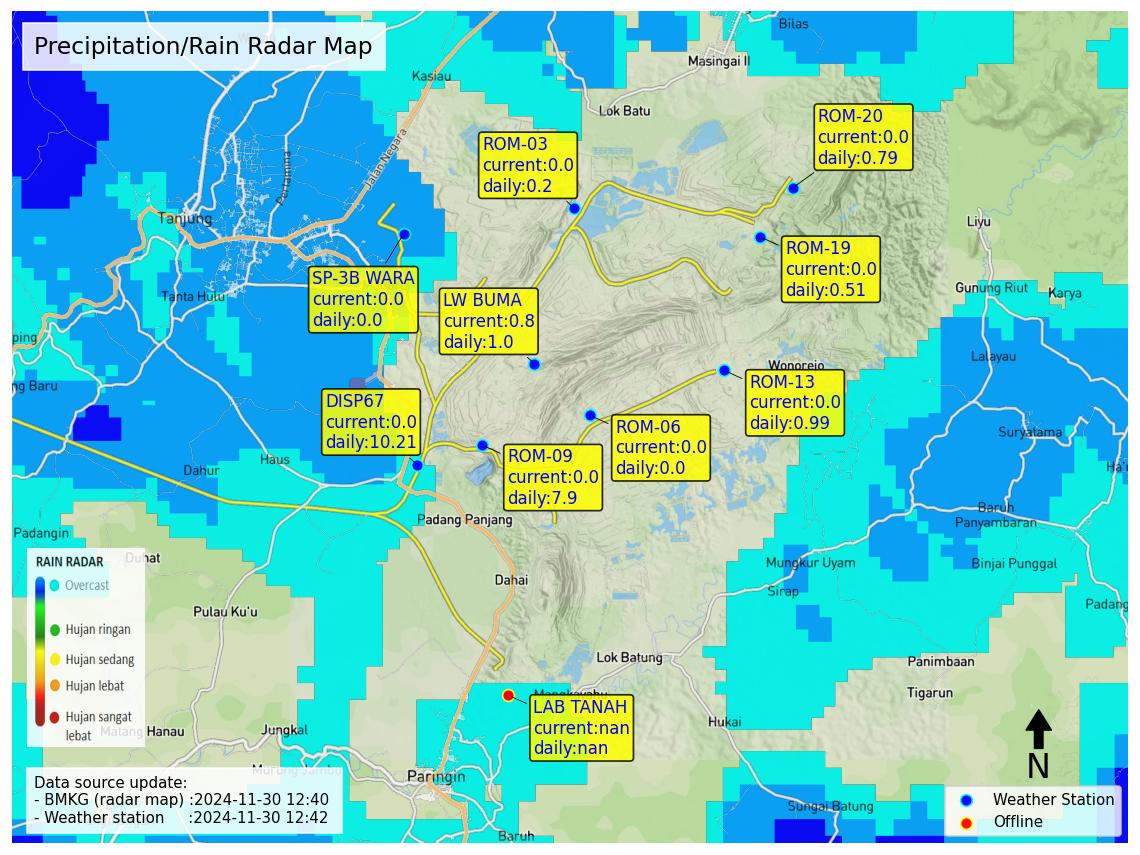 Precipitation/Rain Radar Map
Bilas
Masingai II
Kasiau
Lok Batu
ROM-20
current:0.0
daily:0.79
ROM-03
current:0.0
daily:0.2
Jalan Negara
Pertamina
Tanjung
Liyu
ROM-19
current:0.0
daily:0.51
SP-3B WARA
current:0.0
daily:0.0
LW BUMA
current:0.8
daily:1.0
Tanta Hulu
Gunung Riut
Karya
ping
Lalayau
Wonorejo
ng Baru
ROM-13
current:0.0
daily:0.99
DISP67
current:0.0
daily:10.21
ROM-06
current:0.0
daily:0.0
Suryatama
ROM-09
current:0.0
daily:7.9
Haus
Dahur
Ha'u
Baruh
Panyambaran
Padang Panjang
Padangin
Duhat
Mungkur Uyam
Binjai Punggal
RAIN RADAR
Overcast
Hujan ringan
Hujan sedang
Hujan lebat
Hujan sangat
lebat
Dahai
Sirap
Padang
Pulau Ku'u
Lok Batung
Panimbaan
Tigarun
Mangkayahu
LAB TANAH
current:nan
daily:nan
Hukai
Matang Hanau
Jungkal
Murung Jambu
Paringin
N
Data source update:
- BMKG (radar map) :2024-11-30 12:40
- Weather station :2024-11-30 12:42
Sungai Batung
Weather Station
Offline
Baruh